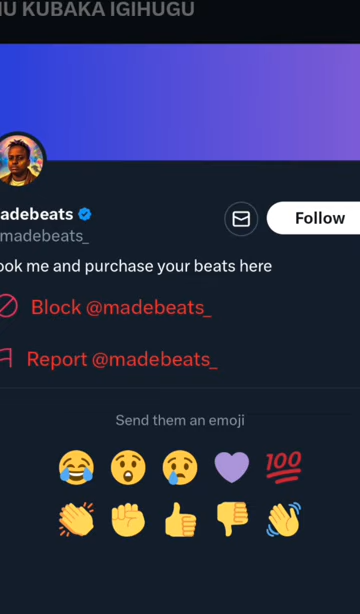 U KUBAKA IGIHUGU
adebeats
madebeats_
Follow
ook me and purchase your beats here
Block @madebeats_
Report @madebeats_
Send them an emoji
100